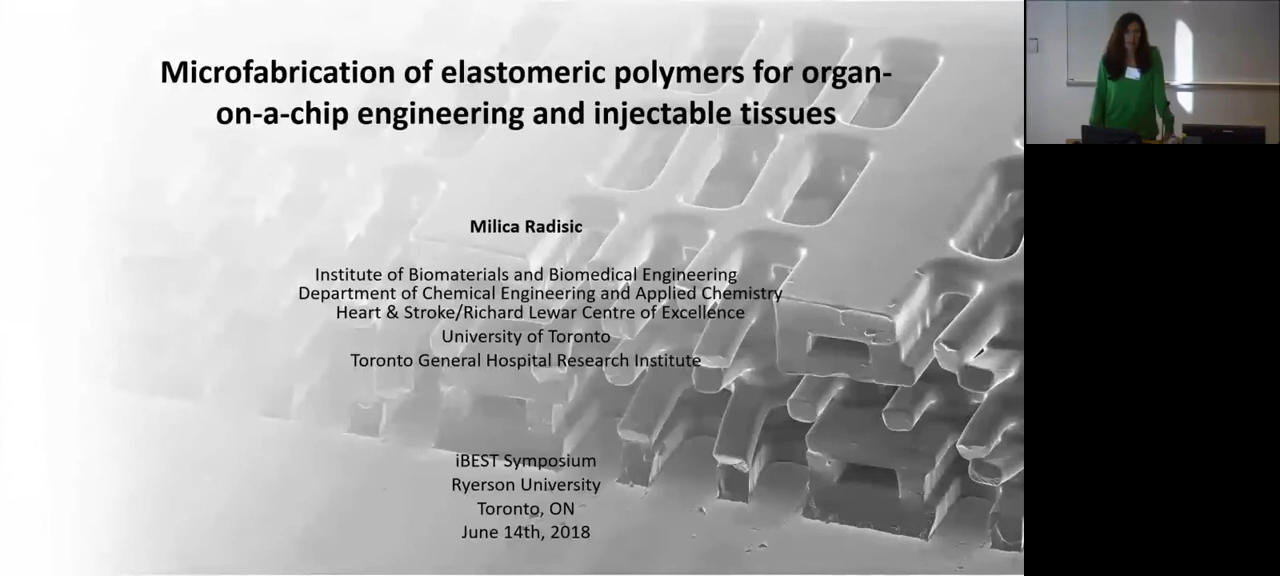 Microfabrication of elastomeric polymers for organ-
on-a-chip engineering and injectable tissues
Milica Radisic
Institute of Biomaterials and Biomedical Engineering
Department of Chemical Engineering and Applied Chemistry
Heart & Stroke/Richard Lewar Centre of Excellence
University of Toronto
Toronto General Hospital Research Institute
iBEST Symposium
Ryerson University
Toronto, ON
June 14th, 2018